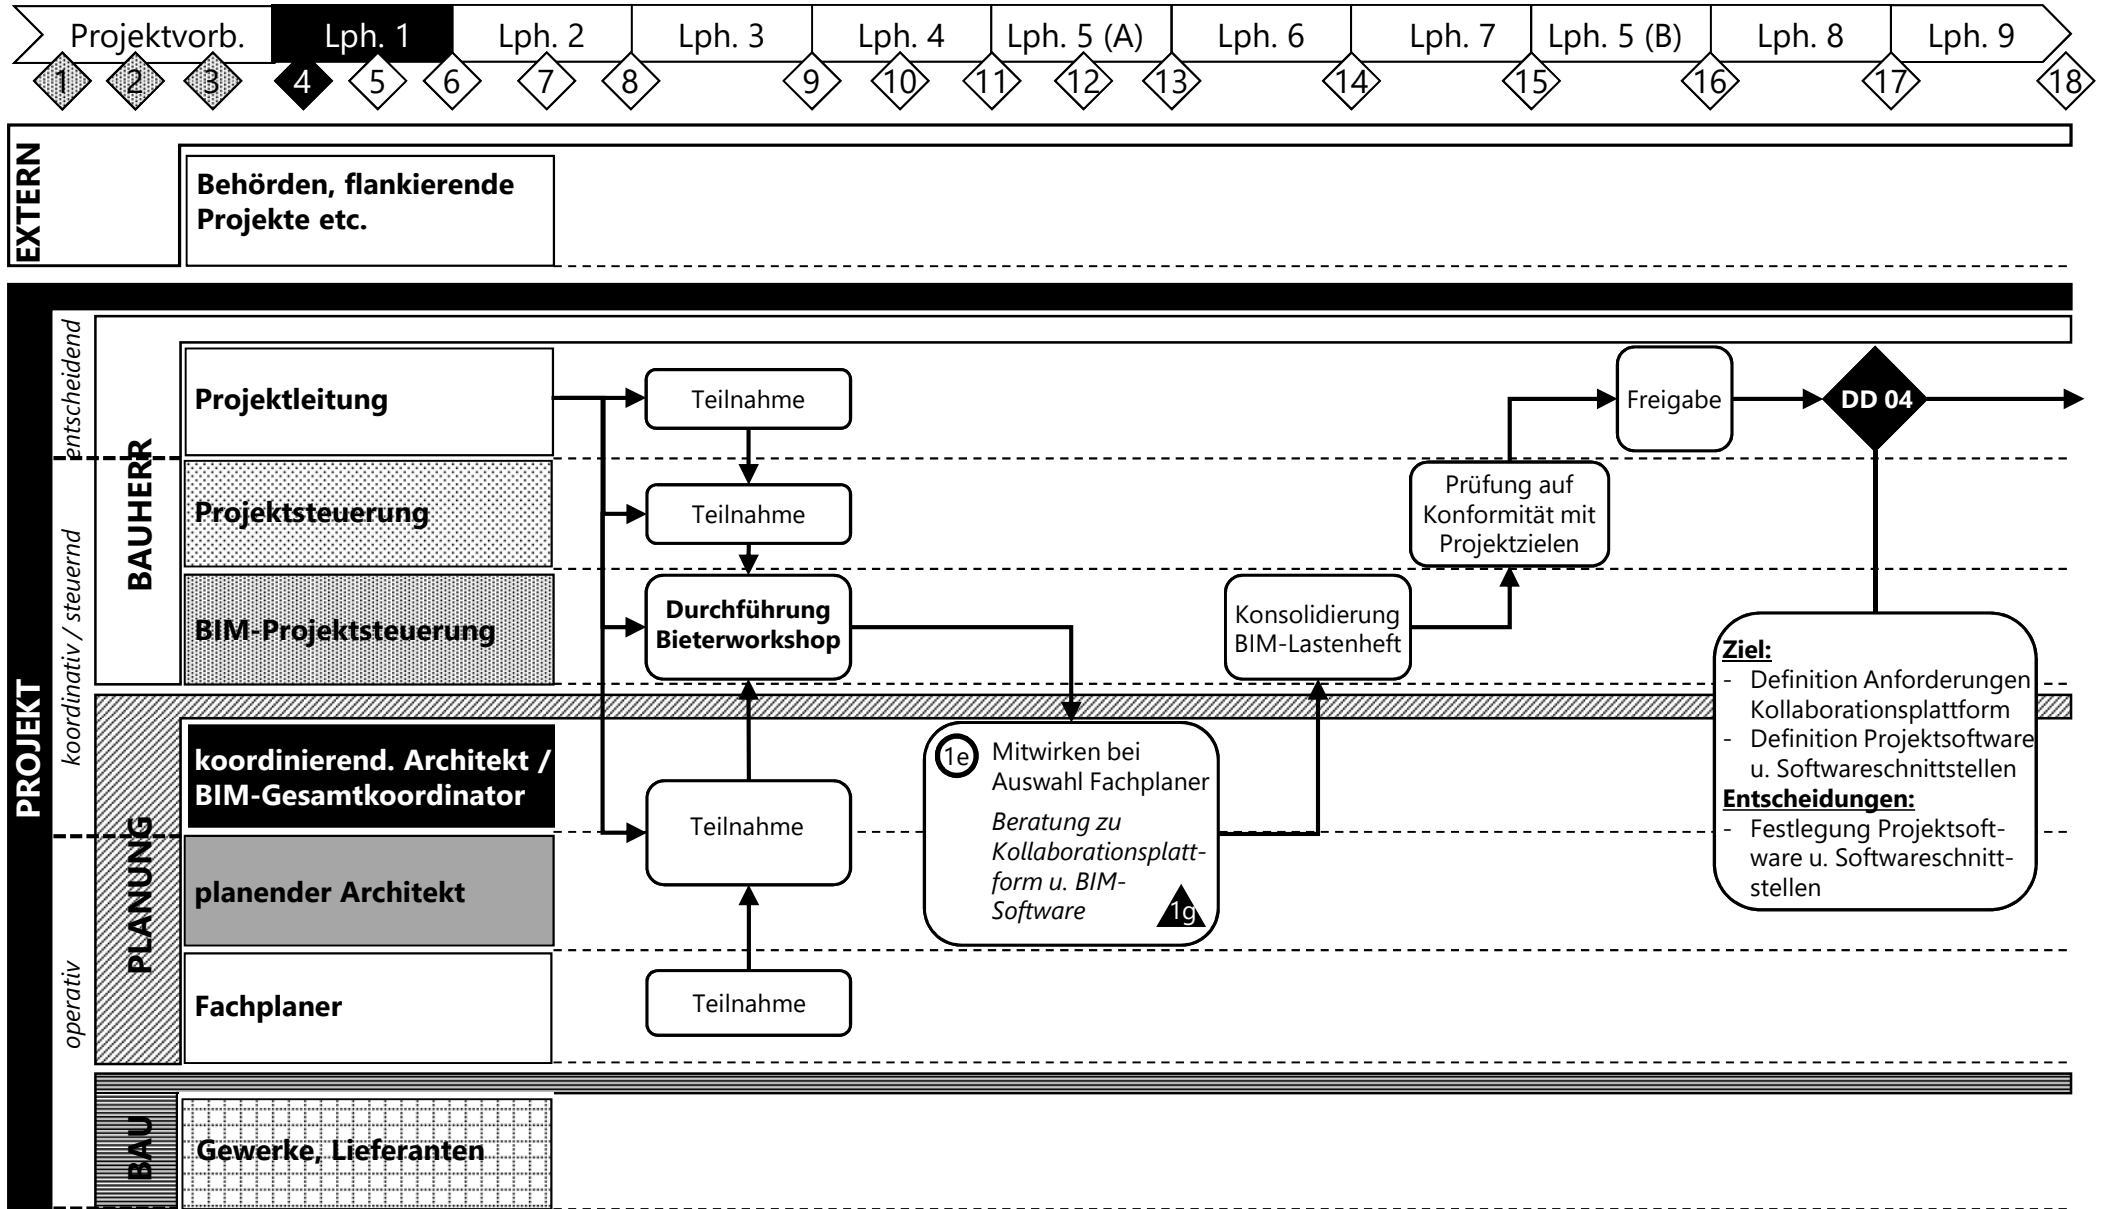 Projektvorb.
Lph. 1
Lph. 2
Lph. 3
Lph. 4
Lph. 5 (A)
Lph. 6
Lph. 7
Lph. 5 (B)
Lph. 8
Lph. 9
1
2
3
4
5
6
7
8
9
10
11
12
13
14
15
16
17
18
EXTERN
Behörden, flankierende
Projekte etc.
PROJEKT
entscheidend
koordinativ / steuernd
operativ
BAUHERR
Projektleitung
Teilnahme
Freigabe
DD 04
Projektsteuerung
Teilnahme
Prüfung auf
Konformität mit
Projektzielen
BIM-Projektsteuerung
Durchführung
Bieterworkshop
Konsolidierung
BIM-Lastenheft
Ziel:
- Definition Anforderungen
Kollaborationsplattform
- Definition Projektsoftware
u. Softwareschnittstellen
Entscheidungen:
- Festlegung Projektsoft-
ware u. Softwareschnitt-
stellen
PLANUNG
koordinierend. Architekt /
BIM-Gesamtkoordinator
Teilnahme
1e
Mitwirken bei
Auswahl Fachplaner
Beratung zu
Kollaborationsplatt-
form u. BIM-
Software
1g
planender Architekt
Fachplaner
Teilnahme
BAU
Gewerke, Lieferanten